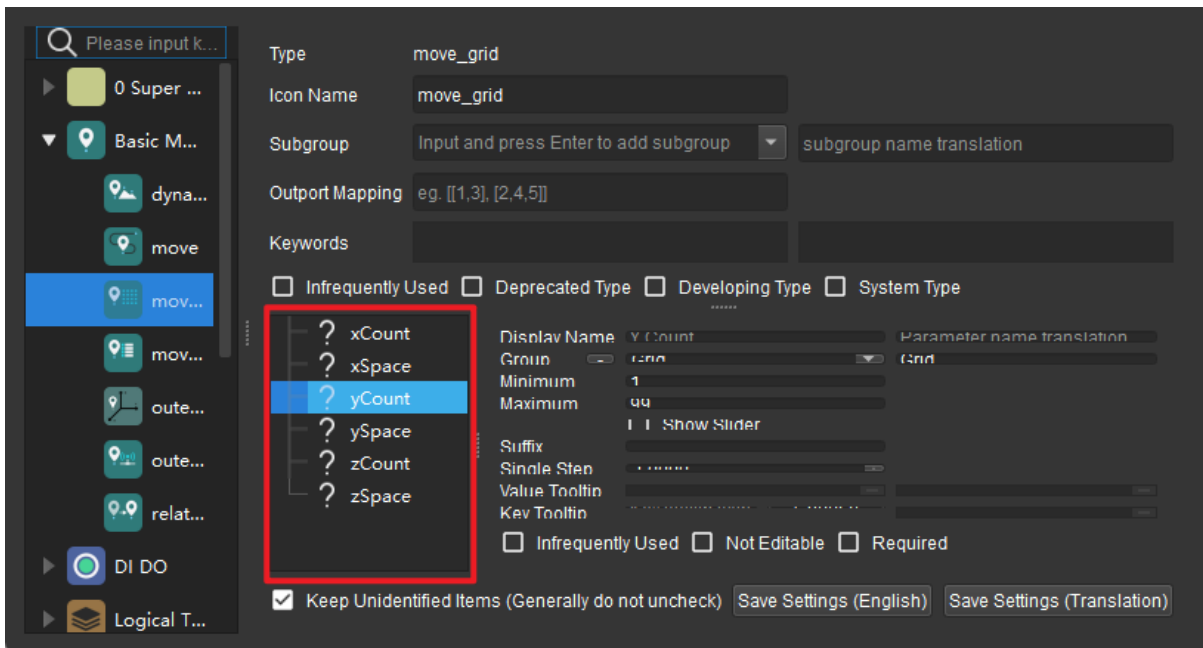 Please input k...
0 Super ...
Basic M...
dyna...
move
mov...
mov...
oute...
oute...
relat...
DI DO
Logical T...
Type move_grid
Icon Name move_grid
Subgroup Input and press Enter to add subgroup subgroup name translation
Outport Mapping eg. [[1,3], [2,4,5]]
Keywords
Infrequently Used Deprecated Type Developing Type System Type
? xCount
? xSpace
? yCount
? ySpace
? zCount
? zSpace
Display Name Y Count Parameter name translation
Group - Grid Grid
Minimum 1
Maximum 99
Show Slider
Suffix
Single Step
Value Tooltip
Key Tooltip
Infrequently Used Not Editable Required
Keep Unidentified Items (Generally do not uncheck) Save Settings (English) Save Settings (Translation)